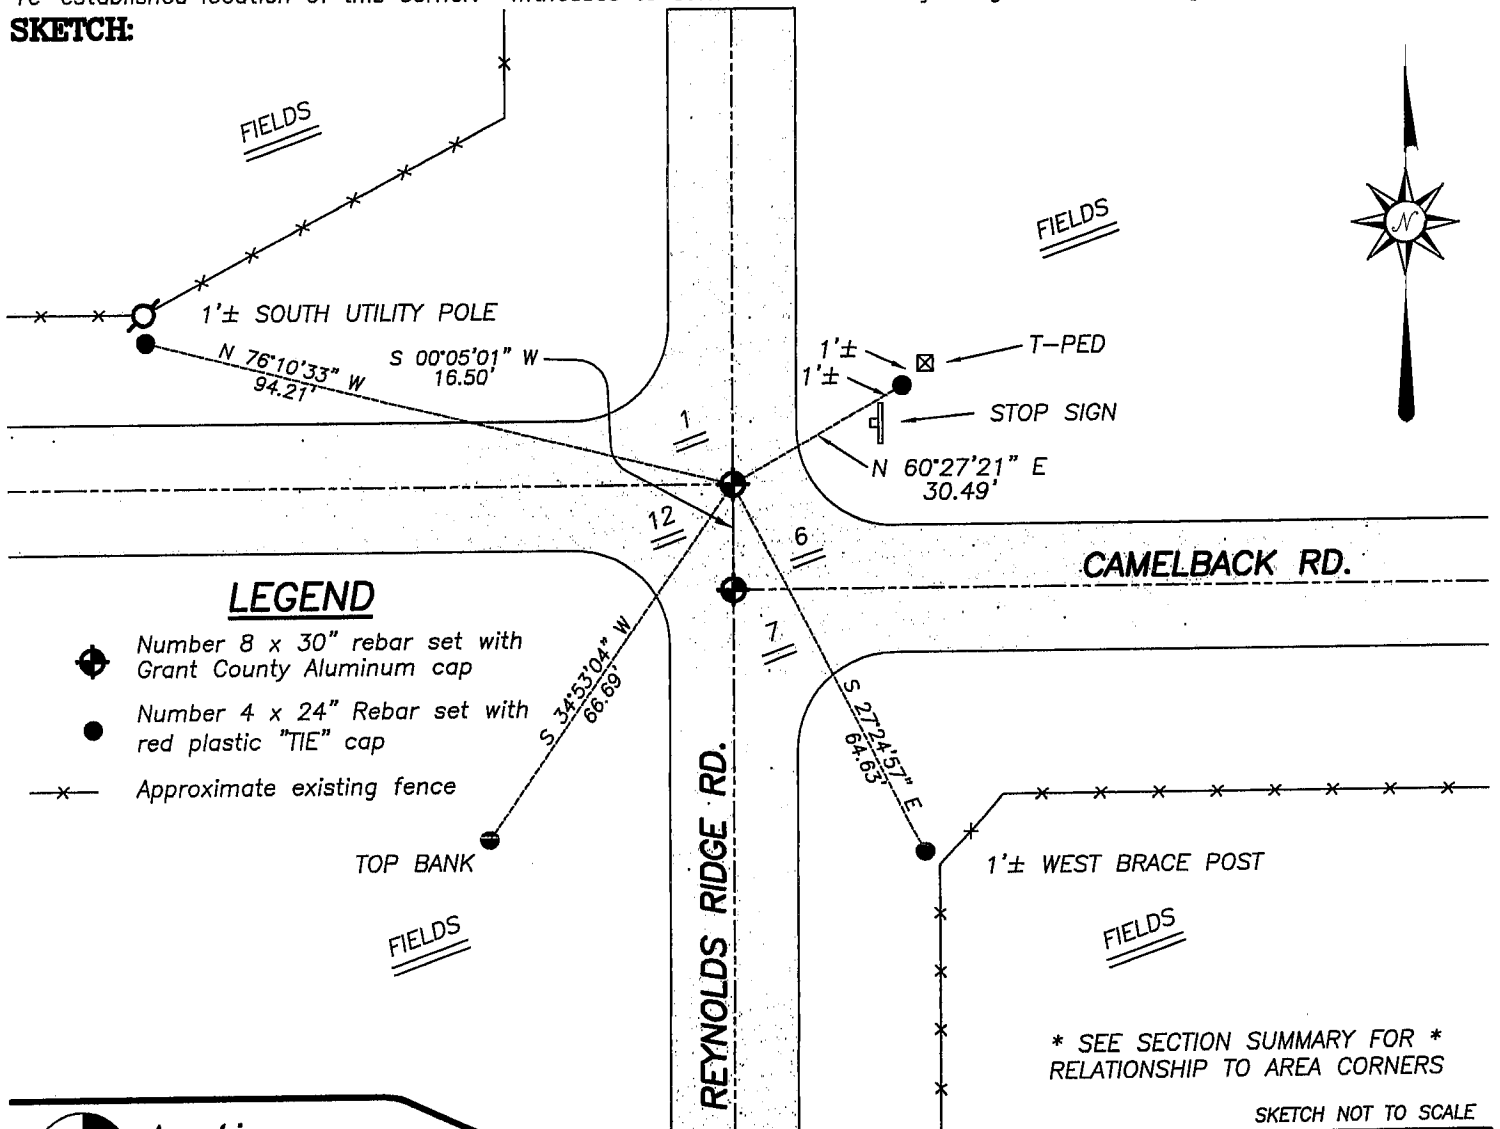 SKETCH:
FIELDS
FIELDS
1'± SOUTH UTILITY POLE
N 76°10'33" W
94.21'
S 00°05'01" W
16.50'
1'±
T-PED
1'±
STOP SIGN
N 60°27'21" E
30.49'
1
12
6
7
CAMELBACK RD.
LEGEND
Number 8 x 30" rebar set with
Grant County Aluminum cap
Number 4 x 24" Rebar set with
red plastic "TIE" cap
Approximate existing fence
S 34°53'04" W
66.69'
S 27°24'57" E
64.63'
TOP BANK
1'± WEST BRACE POST
REYNOLDS RIDGE RD.
FIELDS
FIELDS
N
* SEE SECTION SUMMARY FOR *
RELATIONSHIP TO AREA CORNERS
SKETCH NOT TO SCALE